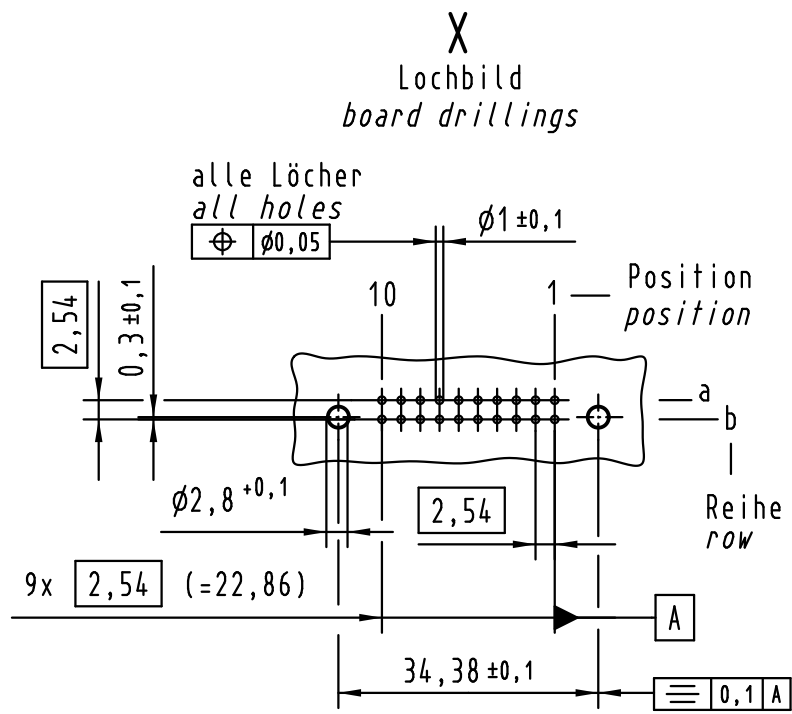 X
Lochbild
board drillings
alle Löcher
all holes
⌖ ø0,05
ø1 ±0,1
2,54
0,3 ±0,1
10
1
Position
position
a
b
ø2,8 +0,1
2,54
Reihe
row
9x 2,54 (=22,86)
A
34,38 ±0,1
⌯ 0,1 A